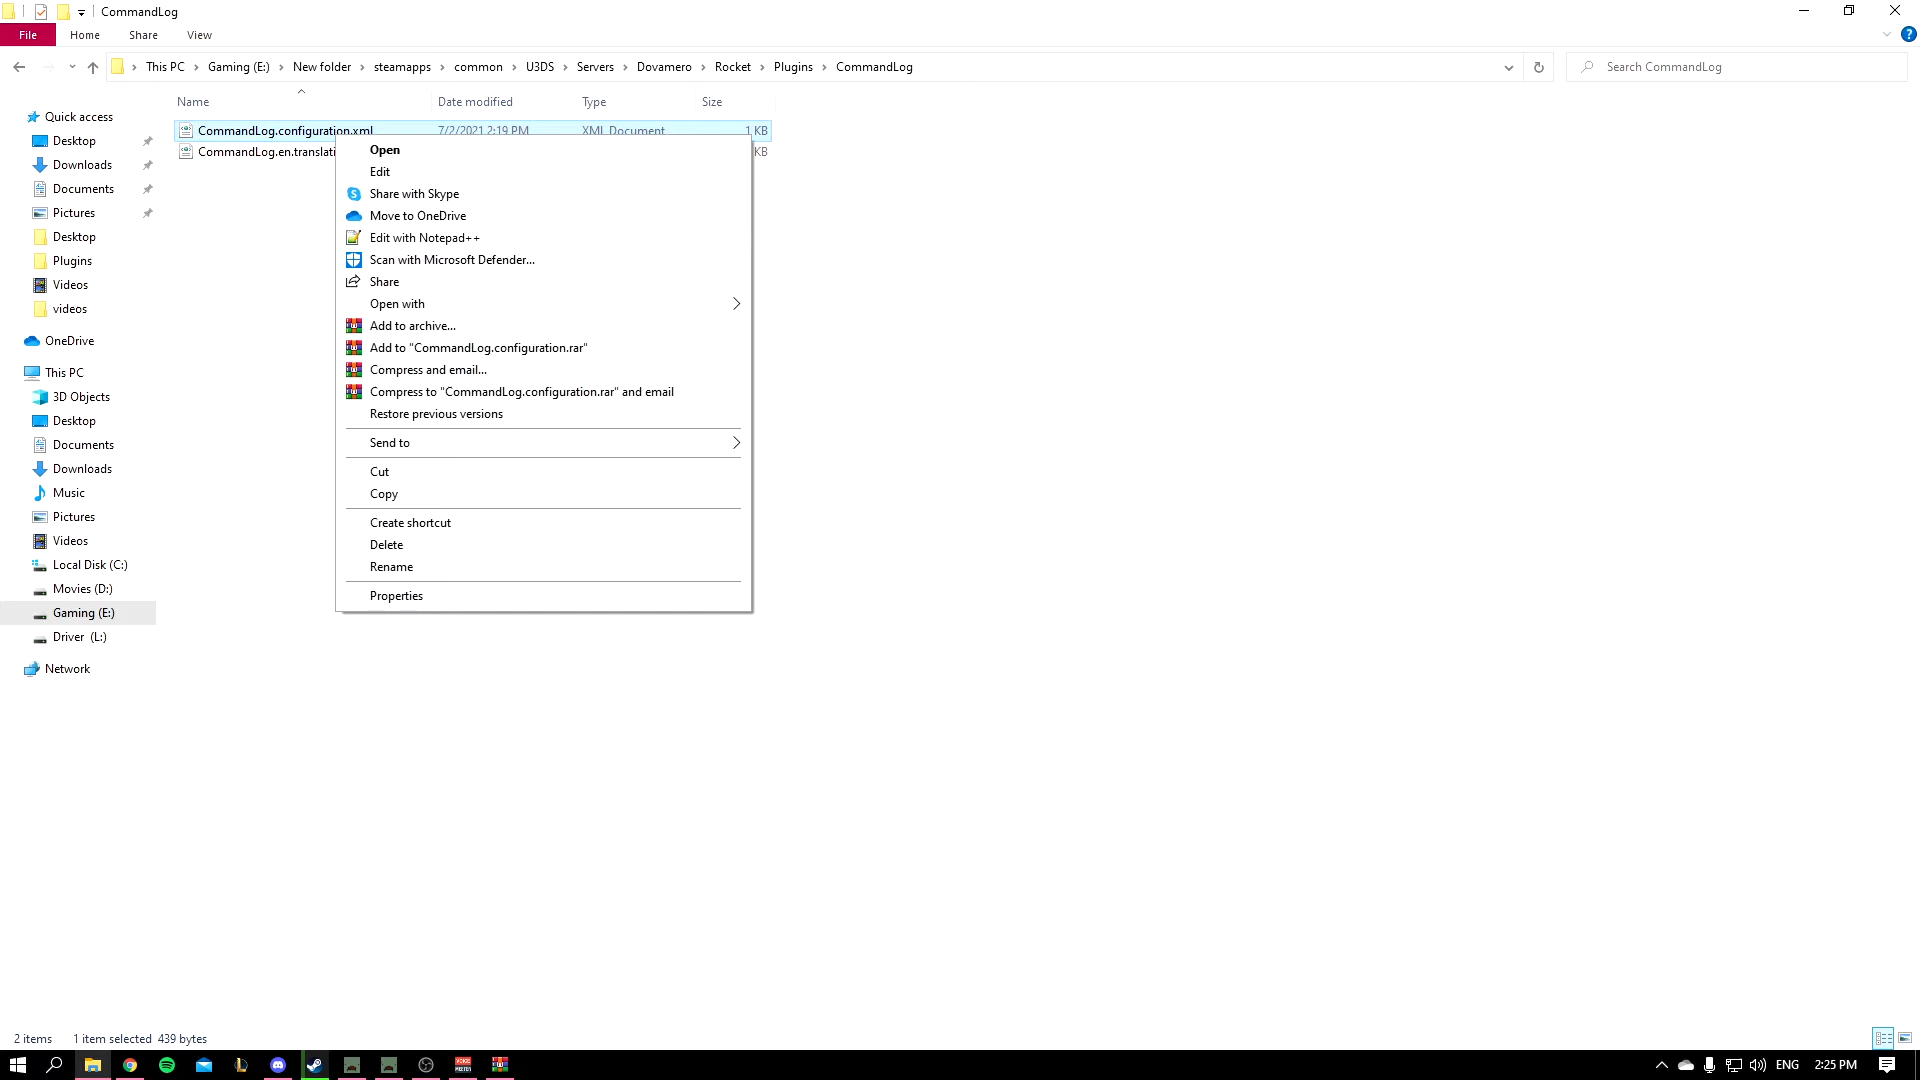 CommandLog
File Home Share View
This PC Gaming (E:) New folder steamapps common U3DS Servers Dovamero Rocket Plugins CommandLog
Search CommandLog
Name Date modified Type Size
CommandLog.configuration.xml 7/2/2021 2:19 PM XML Document 1 KB
CommandLog.en.translati KB
Quick access
Desktop
Downloads
Documents
Pictures
Desktop
Plugins
Videos
videos
OneDrive
This PC
3D Objects
Desktop
Documents
Downloads
Music
Pictures
Videos
Local Disk (C:)
Movies (D:)
Gaming (E:)
Driver (L:)
Network
Open
Edit
Share with Skype
Move to OneDrive
Edit with Notepad++
Scan with Microsoft Defender...
Share
Open with
Add to archive...
Add to "CommandLog.configuration.rar"
Compress and email...
Compress to "CommandLog.configuration.rar" and email
Restore previous versions
Send to
Cut
Copy
Create shortcut
Delete
Rename
Properties
2 items 1 item selected 439 bytes
ENG 2:25 PM